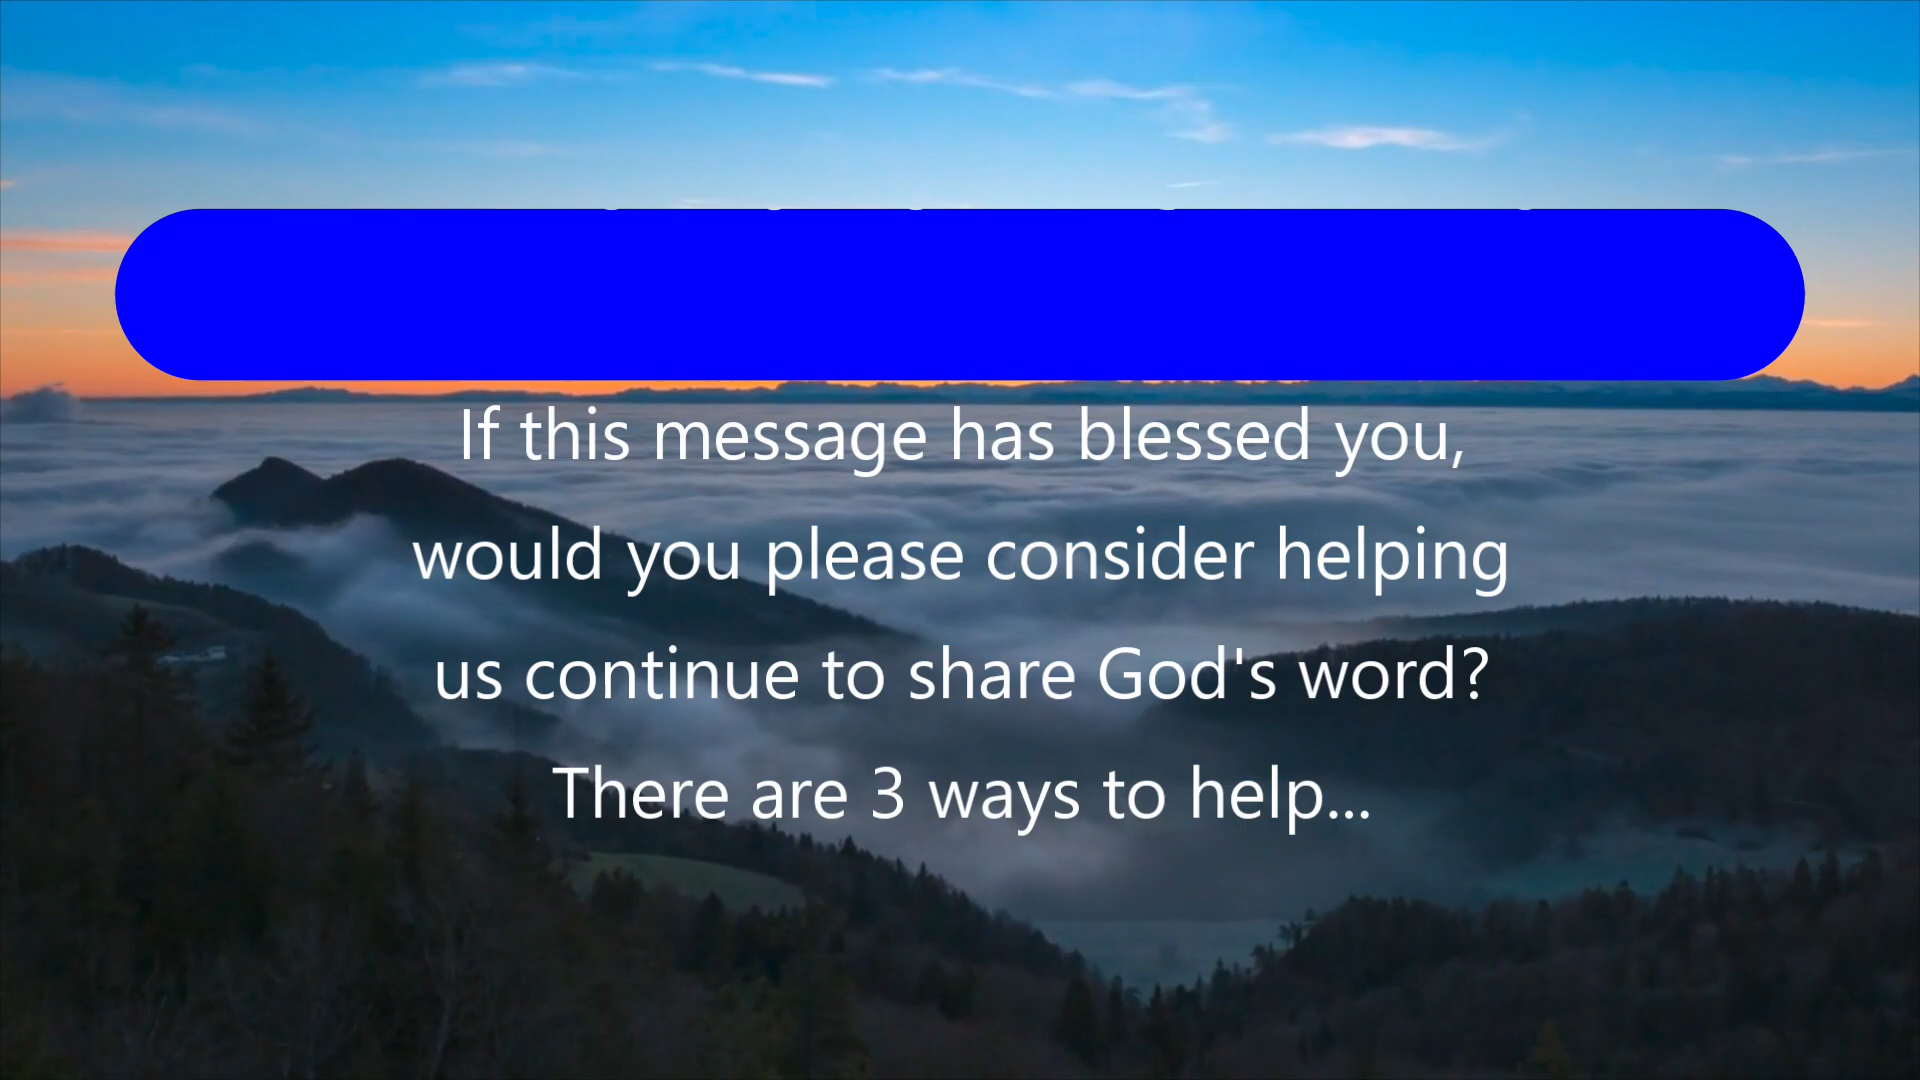 If this message has blessed you,
would you please consider helping
us continue to share God's word?
There are 3 ways to help...